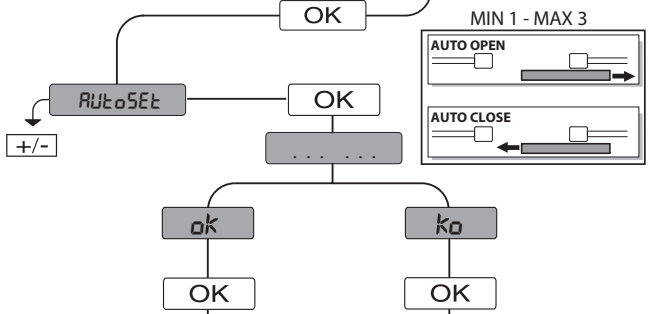 OK
MIN 1 - MAX 3
AUTO OPEN
AUtoSEt
OK
AUTO CLOSE
+/-
... ...
ok
ko
OK
OK